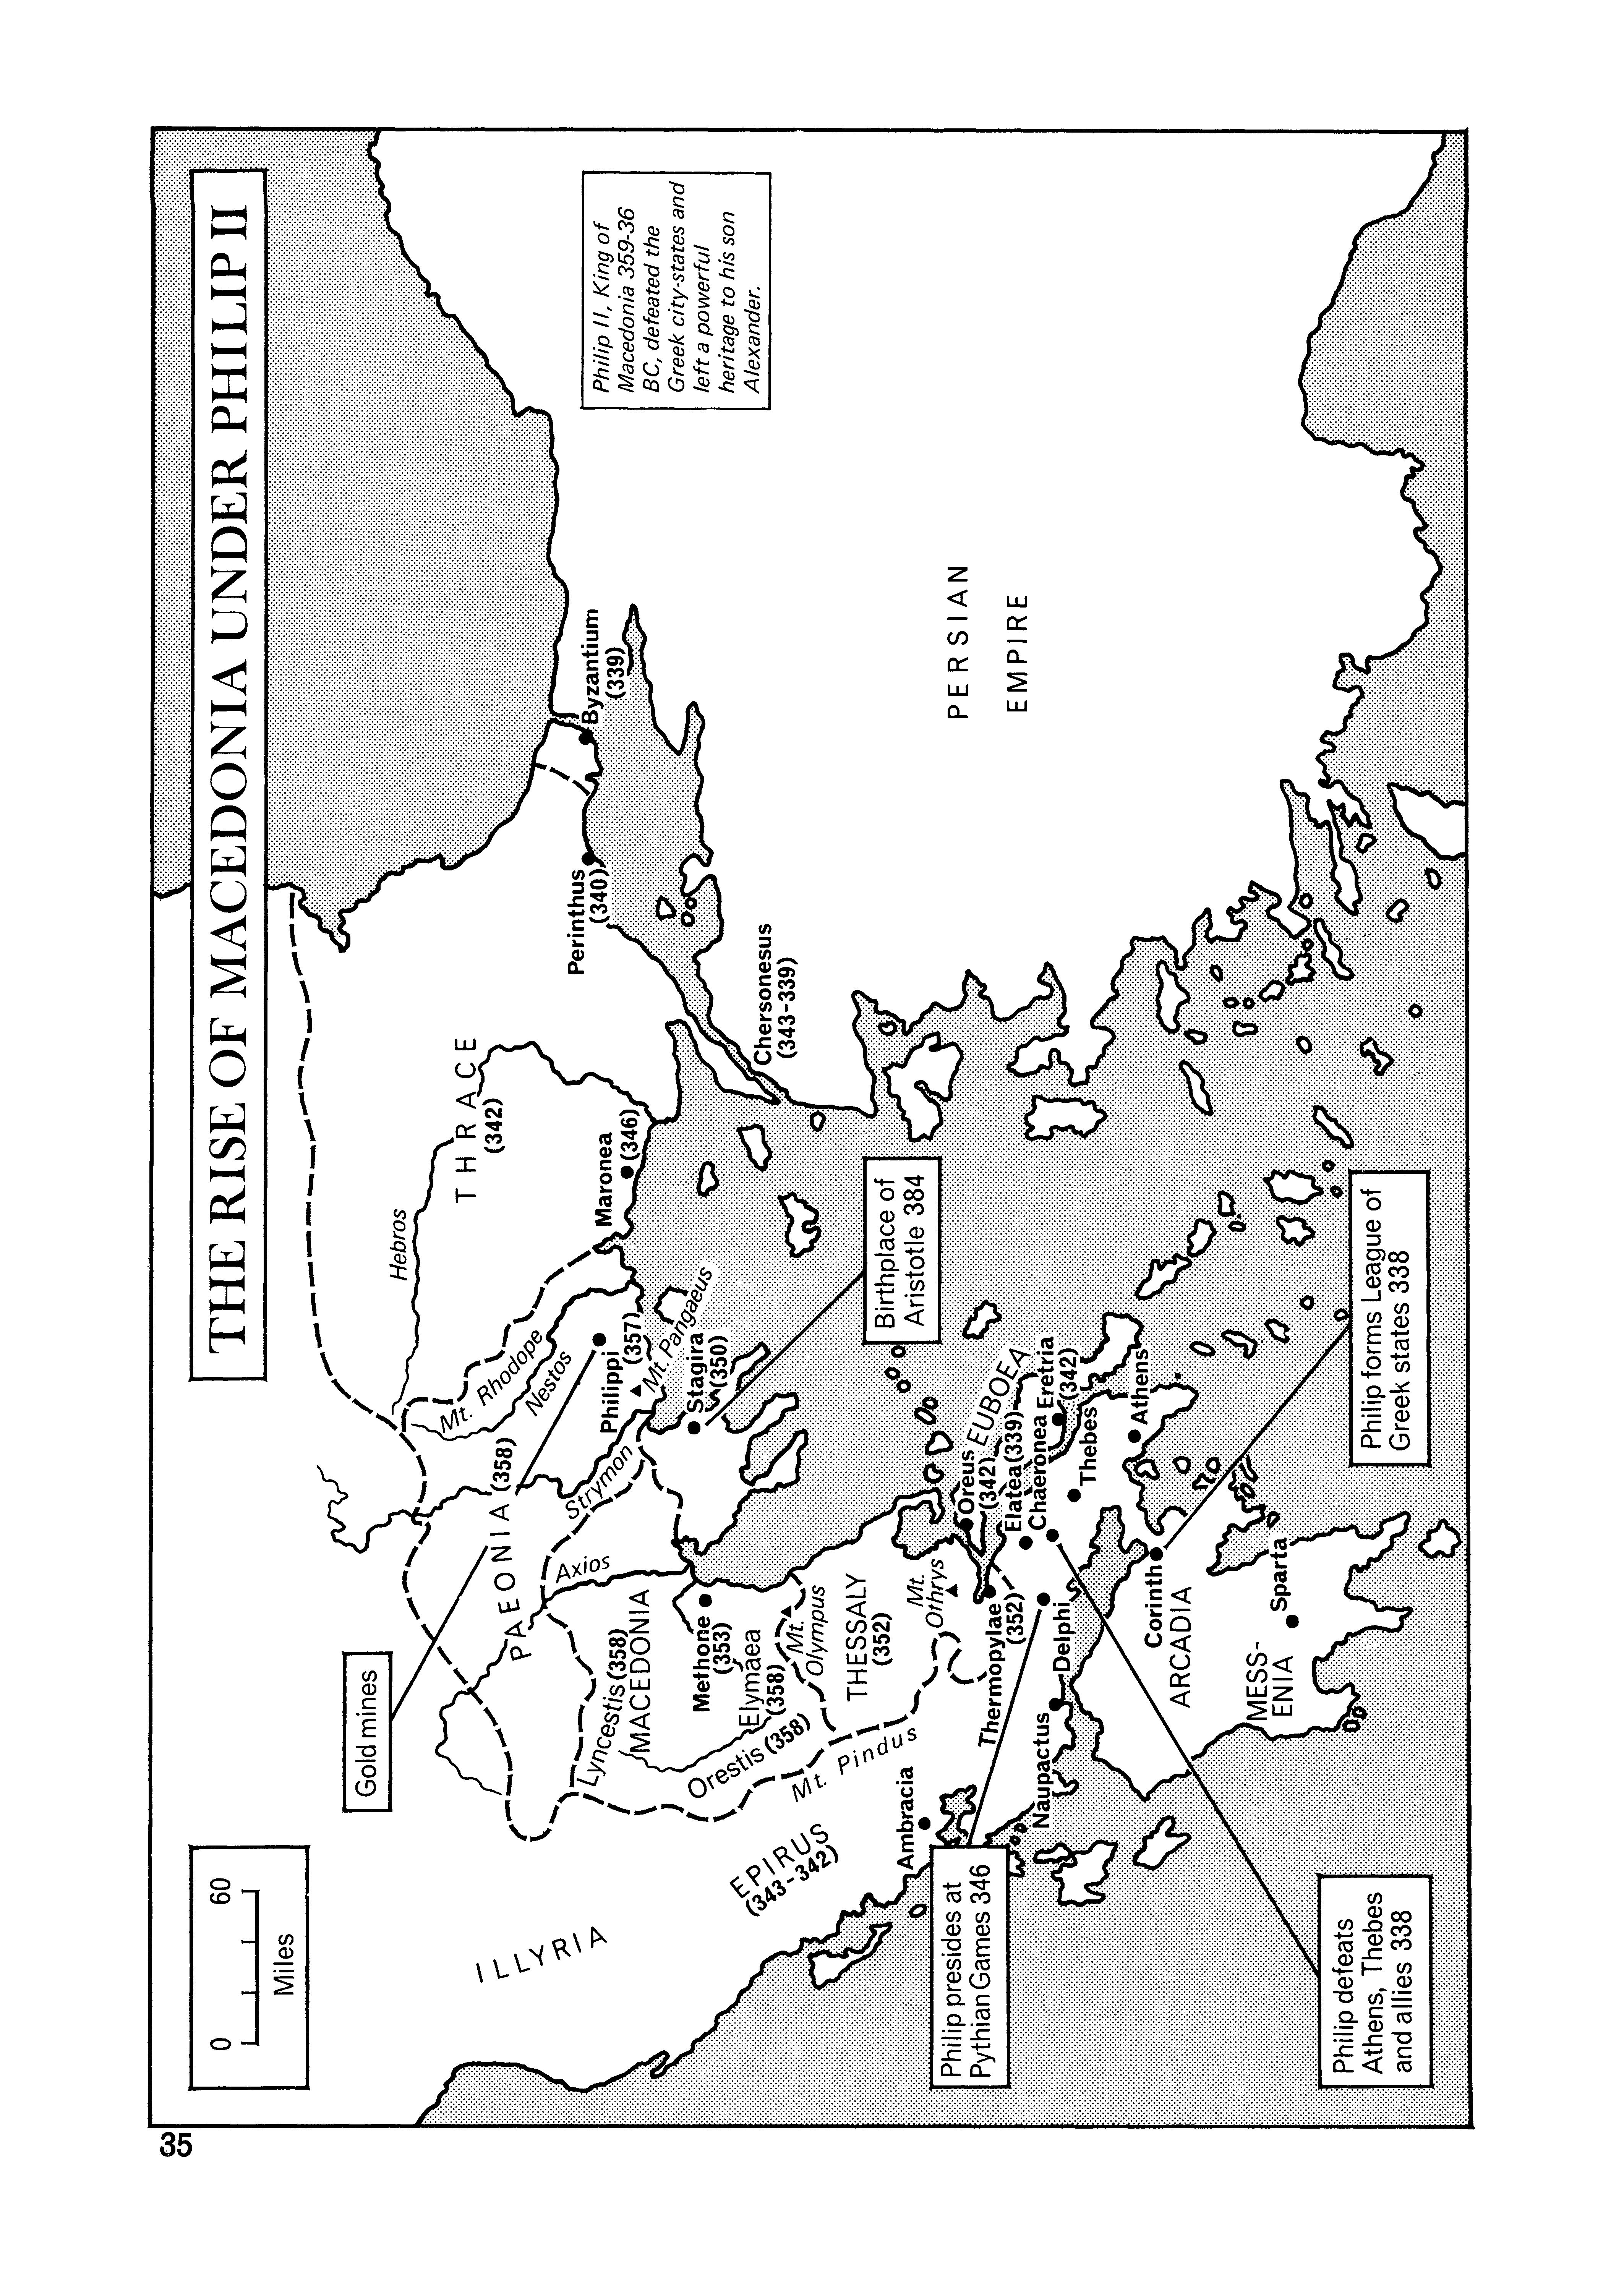 35
THE RISE OF MACEDONIA UNDER PHILIP II
0 60
Miles
Philip II, King of
Macedonia 359-36
BC, defeated the
Greek city-states and
left a powerful
heritage to his son
Alexander.
Gold mines
Hebros
THRACE
(342)
ILLYRIA
PAEONIA (358)
Mt. Rhodope
Nestos
Strymon
Axios
Philippi
(357)
Mt. Pangaeus
Maronea
(346)
Perinthus
(340)
Byzantium
(339)
Chersonesus
(343-339)
Stagira
(350)
Lyncestis (358)
MACEDONIA
Methone
(353)
Elymaea
(358)
Orestis (358)
Mt.
Olympus
Mt. Pindus
EPIRUS
(343-342)
THESSALY
(352)
Mt.
Othrys
Ambracia
Birthplace of
Aristotle 384
PERSIAN
EMPIRE
Oreus
(342)
EUBOEA
Elatea (339)
Chaeronea
Eretria
(342)
Thermopylae
(352)
Thebes
Delphi
Naupactus
Athens
Corinth
ARCADIA
MESS-
ENIA
Sparta
Philip presides at
Pythian Games 346
Philip defeats
Athens, Thebes
and allies 338
Philip forms League of
Greek states 338